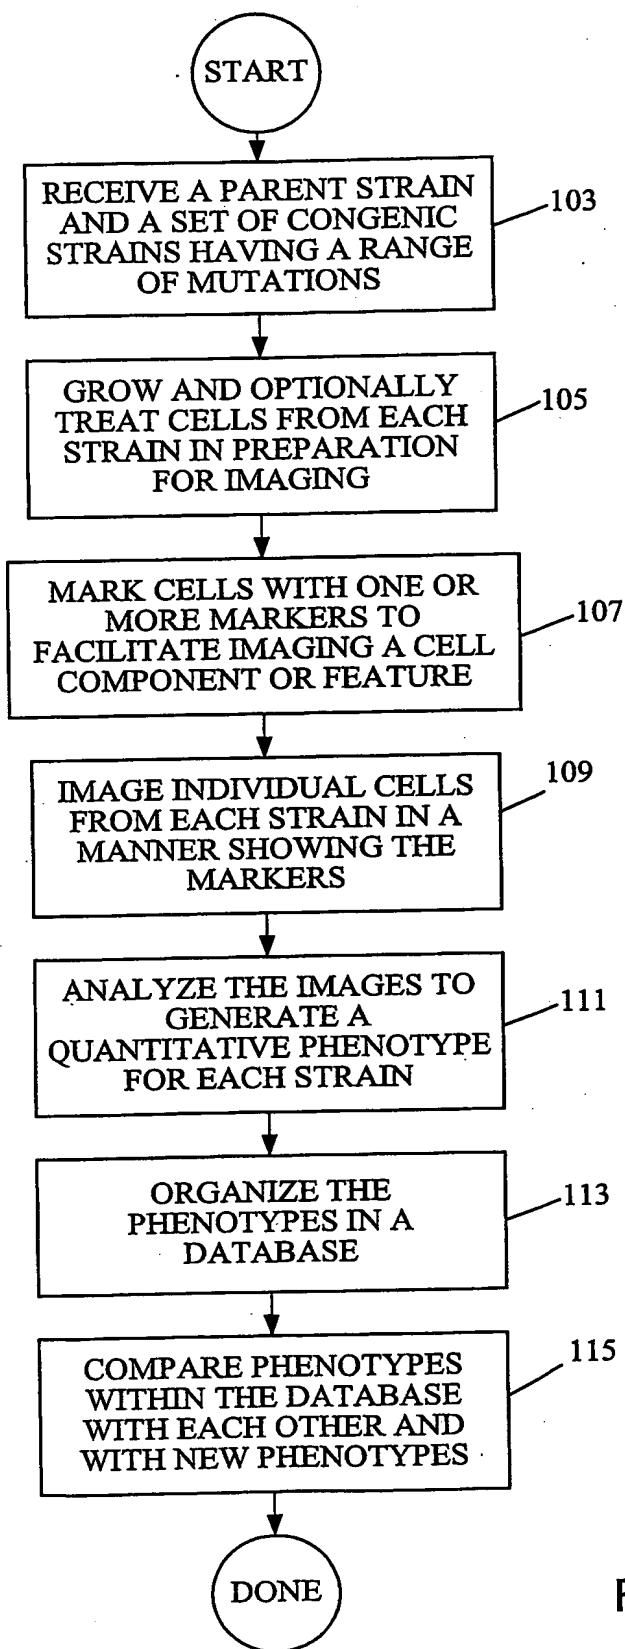 START
RECEIVE A PARENT STRAIN
AND A SET OF CONGENIC
STRAINS HAVING A RANGE
OF MUTATIONS
103
GROW AND OPTIONALLY
TREAT CELLS FROM EACH
STRAIN IN PREPARATION
FOR IMAGING
105
MARK CELLS WITH ONE OR
MORE MARKERS TO
FACILITATE IMAGING A CELL
COMPONENT OR FEATURE
107
IMAGE INDIVIDUAL CELLS
FROM EACH STRAIN IN A
MANNER SHOWING THE
MARKERS
109
ANALYZE THE IMAGES TO
GENERATE A
QUANTITATIVE PHENOTYPE
FOR EACH STRAIN
111
ORGANIZE THE
PHENOTYPES IN A
DATABASE
113
COMPARE PHENOTYPES
WITHIN THE DATABASE
WITH EACH OTHER AND
WITH NEW PHENOTYPES
115
DONE